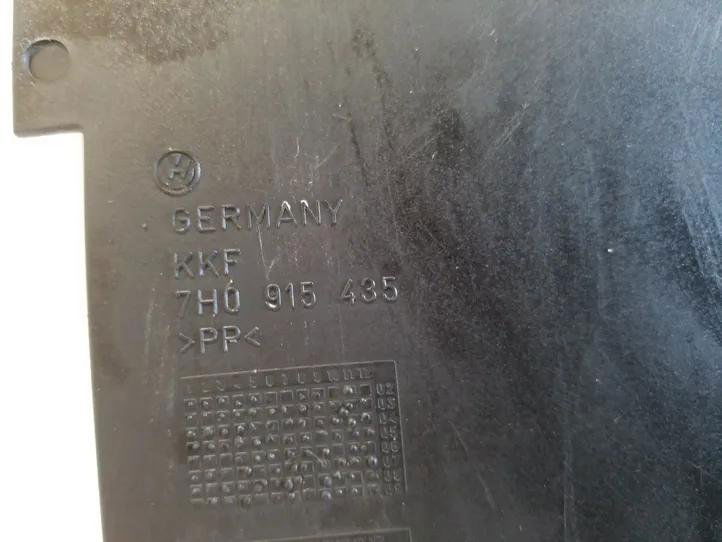 GERMANY
KKF
7H0 915 435
>PP<